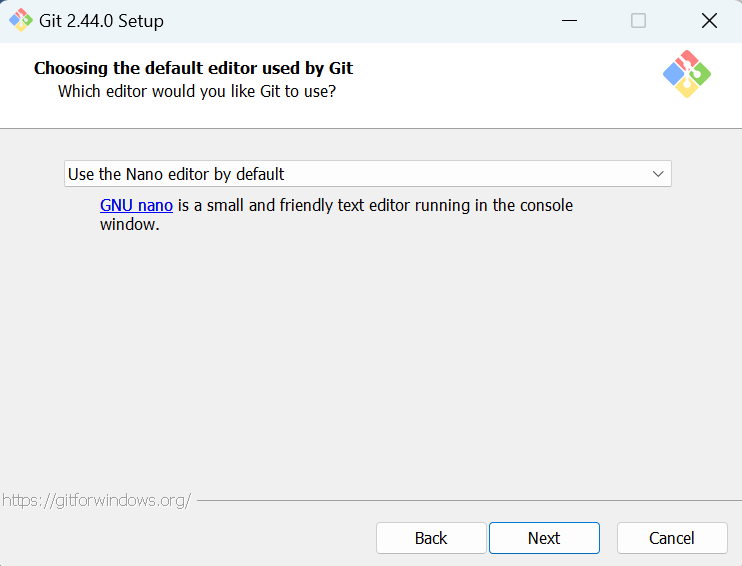 Git 2.44.0 Setup
Choosing the default editor used by Git
Which editor would you like Git to use?
Use the Nano editor by default
GNU nano is a small and friendly text editor running in the console
window.
https://gitforwindows.org/
Back
Next
Cancel